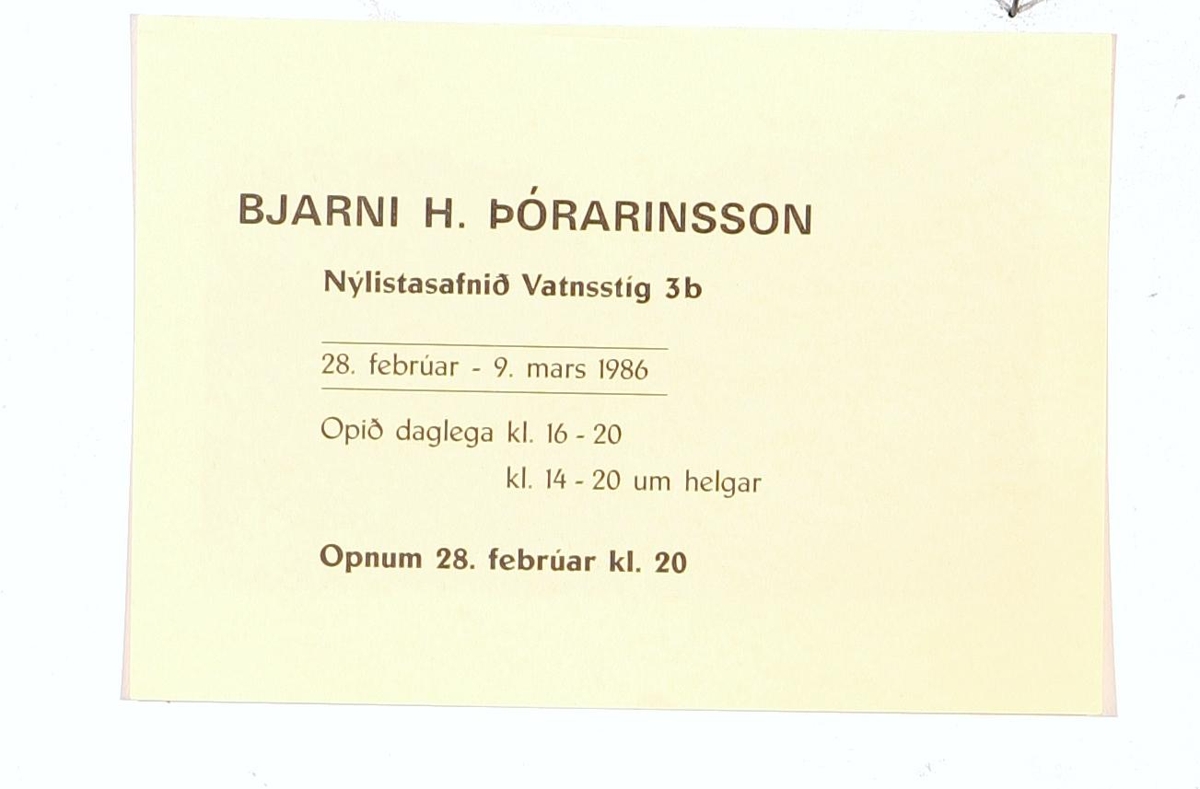 BJARNI H. ÞÓRARINSSON
Nýlistasafnið Vatnsstíg 3b
28. febrúar - 9. mars 1986
Opið daglega kl. 16 - 20
kl. 14 - 20 um helgar
Opnum 28. febrúar kl. 20